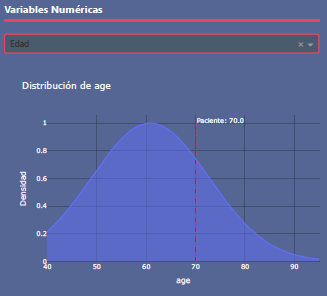 Variables Numéricas
Edad
Distribución de age
Paciente: 70.0
1
0.8
0.6
0.4
0.2
0
Densidad
40 50 60 70 80 90
age